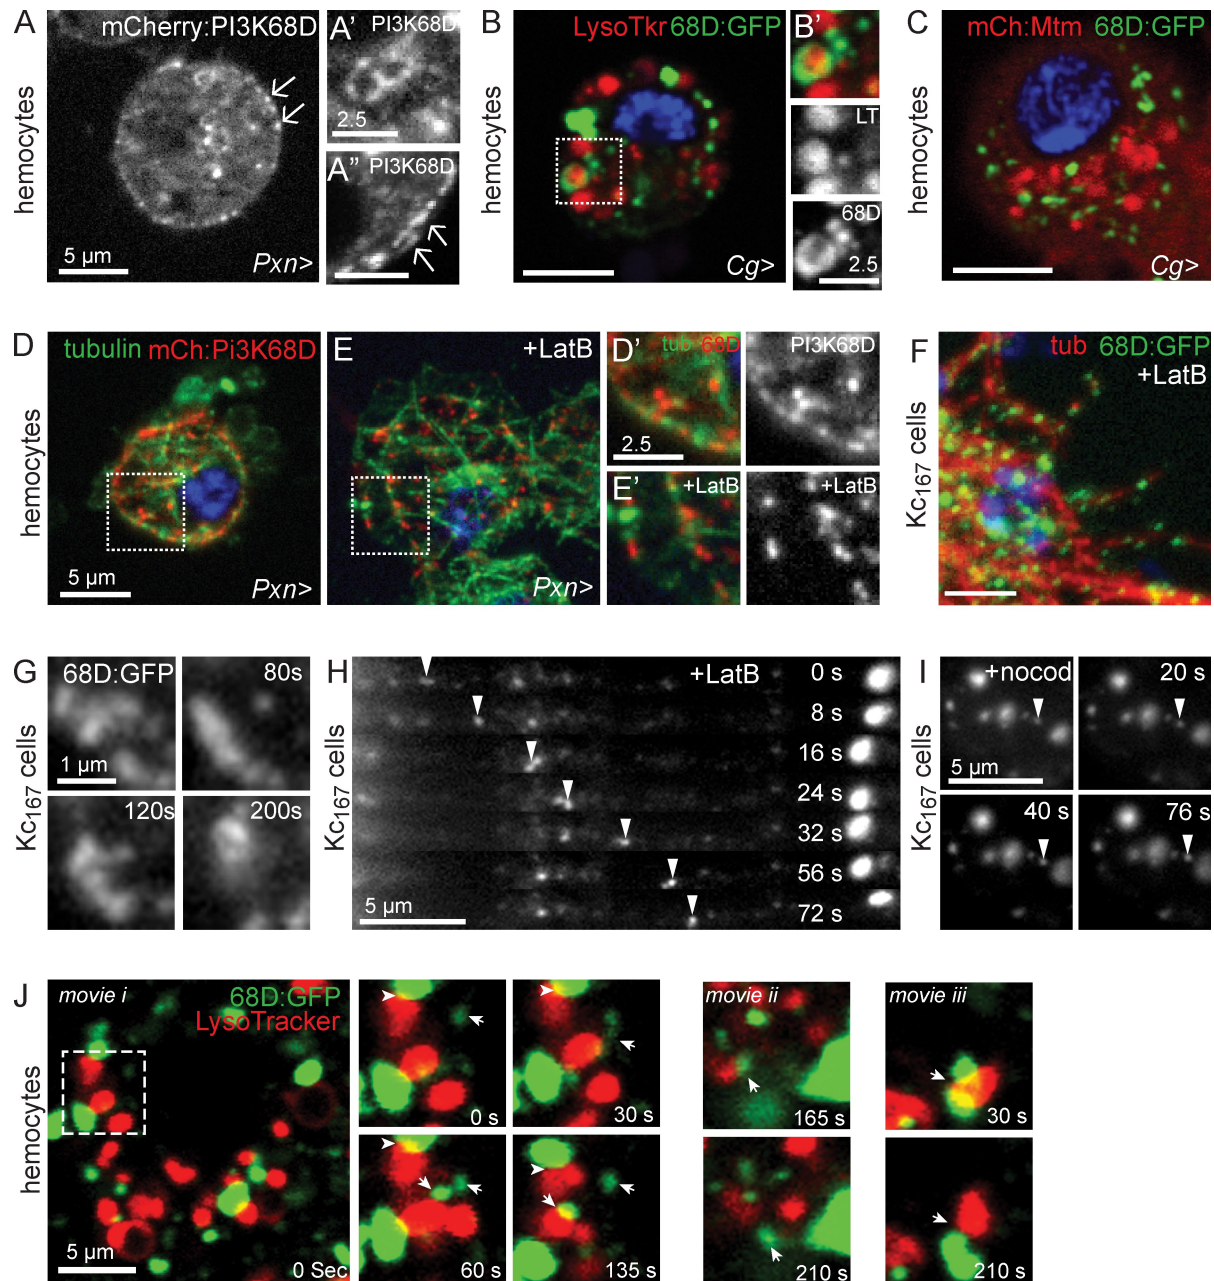 A
mCherry:PI3K68D
hemocytes
5 µm
Pxn>
A'
PI3K68D
2.5
A"
PI3K68D
B
LysoTkr 68D:GFP
hemocytes
Cg>
B'
LT
68D
2.5
C
mCh:Mtm 68D:GFP
hemocytes
Cg>
D
tubulin mCh:Pi3K68D
hemocytes
5 µm
Pxn>
E
+LatB
Pxn>
D'
tub 68D
2.5
PI3K68D
E'
+LatB
+LatB
F
tub 68D:GFP
+LatB
Kc167 cells
G
68D:GFP
Kc167 cells
1 µm
80s
120s
200s
H
+LatB
Kc167 cells
0 s
8 s
16 s
24 s
32 s
56 s
72 s
5 µm
I
+nocod
Kc167 cells
5 µm
20 s
40 s
76 s
J
movie i
68D:GFP
LysoTracker
hemocytes
5 µm
0 Sec
0 s
30 s
60 s
135 s
movie ii
165 s
210 s
movie iii
30 s
210 s